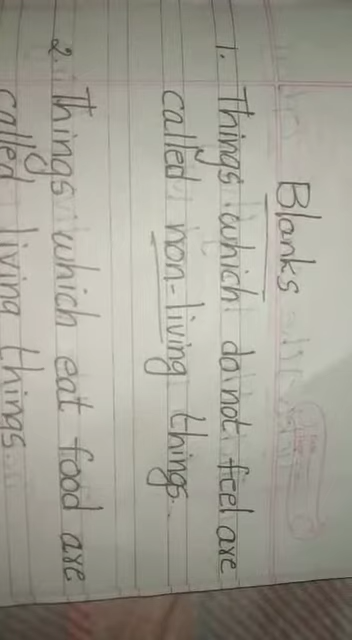 Blanks
1. Things which do not feel are
called non-living things.
2. Things which eat food are
called living things.